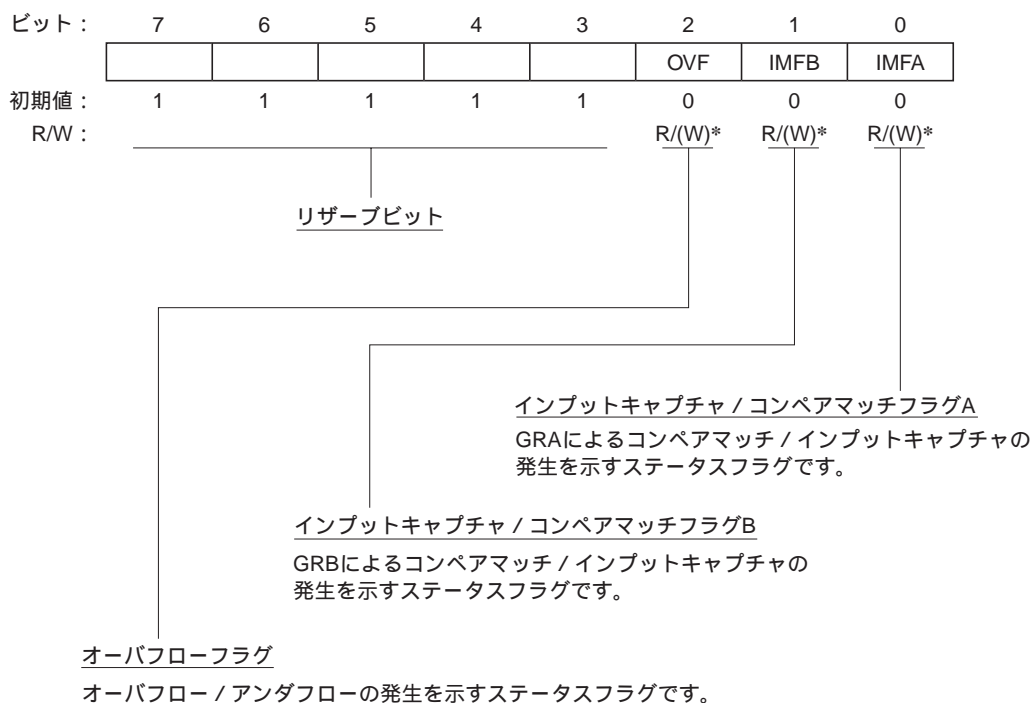 ビット： 7 6 5 4 3 2 1 0
OVF IMFB IMFA
初期値： 1 1 1 1 1 0 0 0
R/W： R/(W)* R/(W)* R/(W)*
リザーブビット
インプットキャプチャ / コンペアマッチフラグA
GRAによるコンペアマッチ / インプットキャプチャの
発生を示すステータスフラグです。
インプットキャプチャ / コンペアマッチフラグB
GRBによるコンペアマッチ / インプットキャプチャの
発生を示すステータスフラグです。
オーバフローフラグ
オーバフロー / アンダフローの発生を示すステータスフラグです。